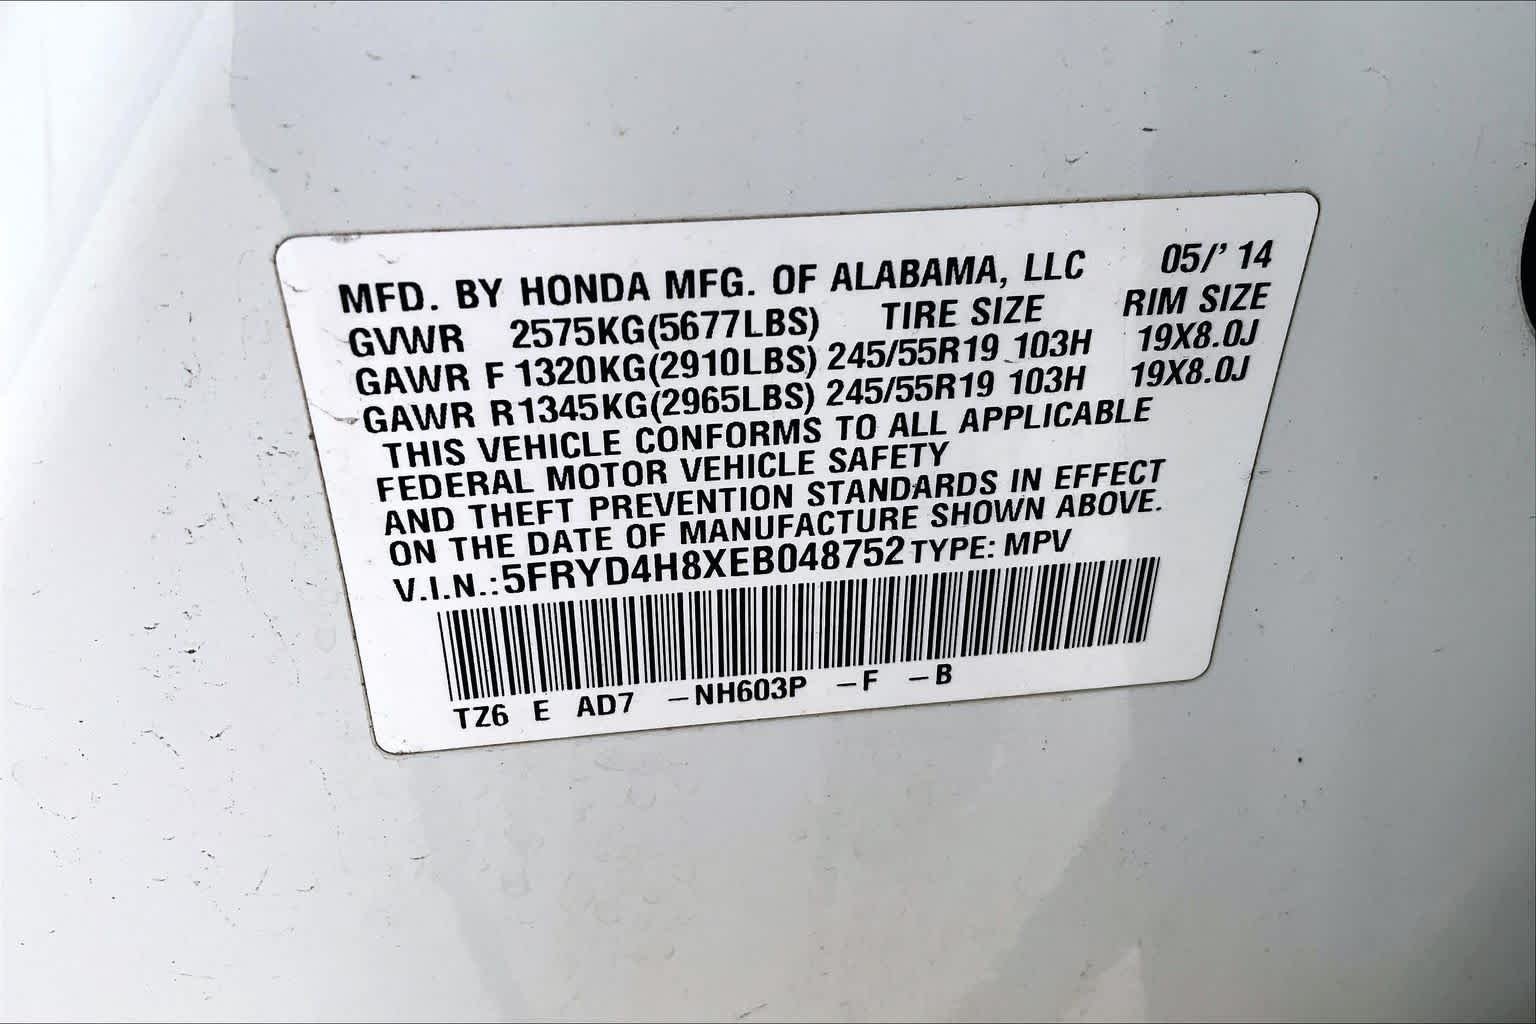 MFD. BY HONDA MFG. OF ALABAMA, LLC 05/' 14
GVWR 2575KG(5677LBS) TIRE SIZE RIM SIZE
GAWR F 1320KG(2910LBS) 245/55R19 103H 19X8.0J
GAWR R1345KG(2965LBS) 245/55R19 103H 19X8.0J
THIS VEHICLE CONFORMS TO ALL APPLICABLE
FEDERAL MOTOR VEHICLE SAFETY
AND THEFT PREVENTION STANDARDS IN EFFECT
ON THE DATE OF MANUFACTURE SHOWN ABOVE.
V.I.N.:5FRYD4H8XEB048752 TYPE: MPV
TZ6 E AD7 –NH603P –F –B